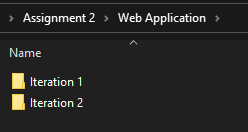 > Assignment 2 > Web Application >
Name
Iteration 1
Iteration 2